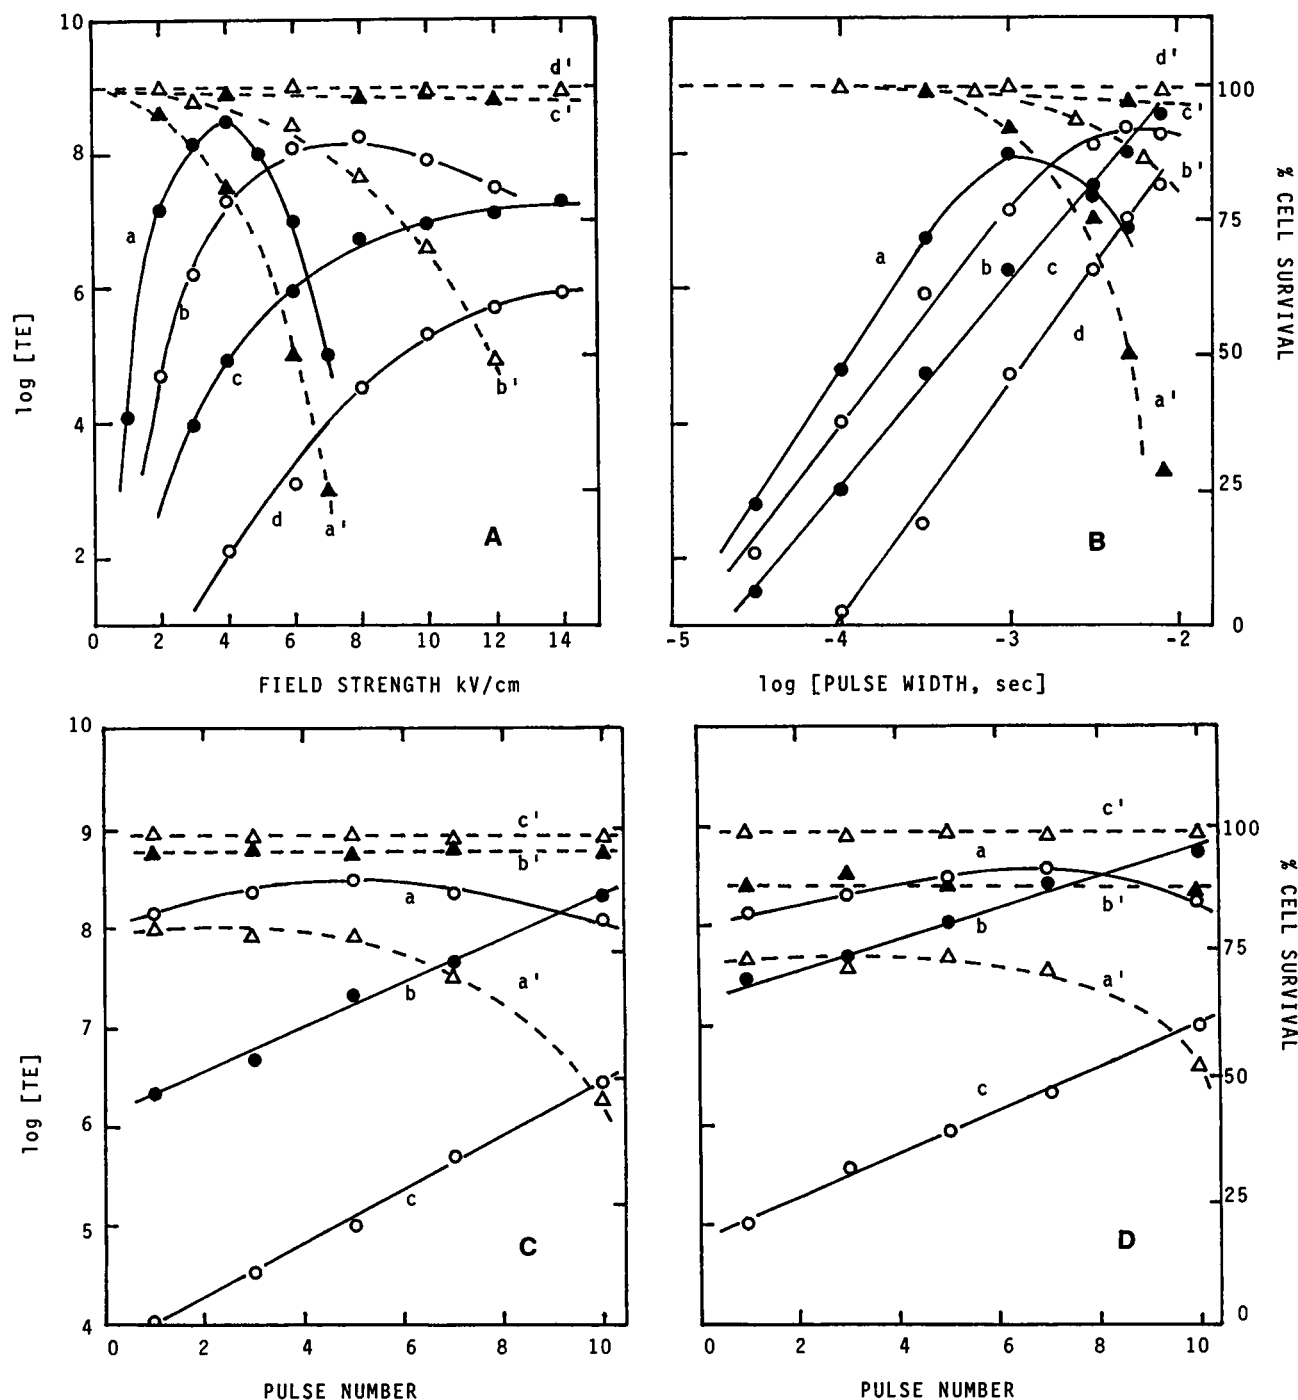 10
8
6
4
2
log [TE]
a
b
c
d
a'
b'
c'
d'
A
0 2 4 6 8 10 12 14
FIELD STRENGTH kV/cm
100
75
50
25
0
% CELL SURVIVAL
a
b
c
d
a'
b'
c'
d'
B
-5 -4 -3 -2
log [PULSE WIDTH, sec]
10
9
8
7
6
5
4
log [TE]
c'
b'
a
a'
b
c
C
0 2 4 6 8 10
PULSE NUMBER
c'
a
b'
b
a'
c
D
100
75
50
25
0
% CELL SURVIVAL
0 2 4 6 8 10
PULSE NUMBER